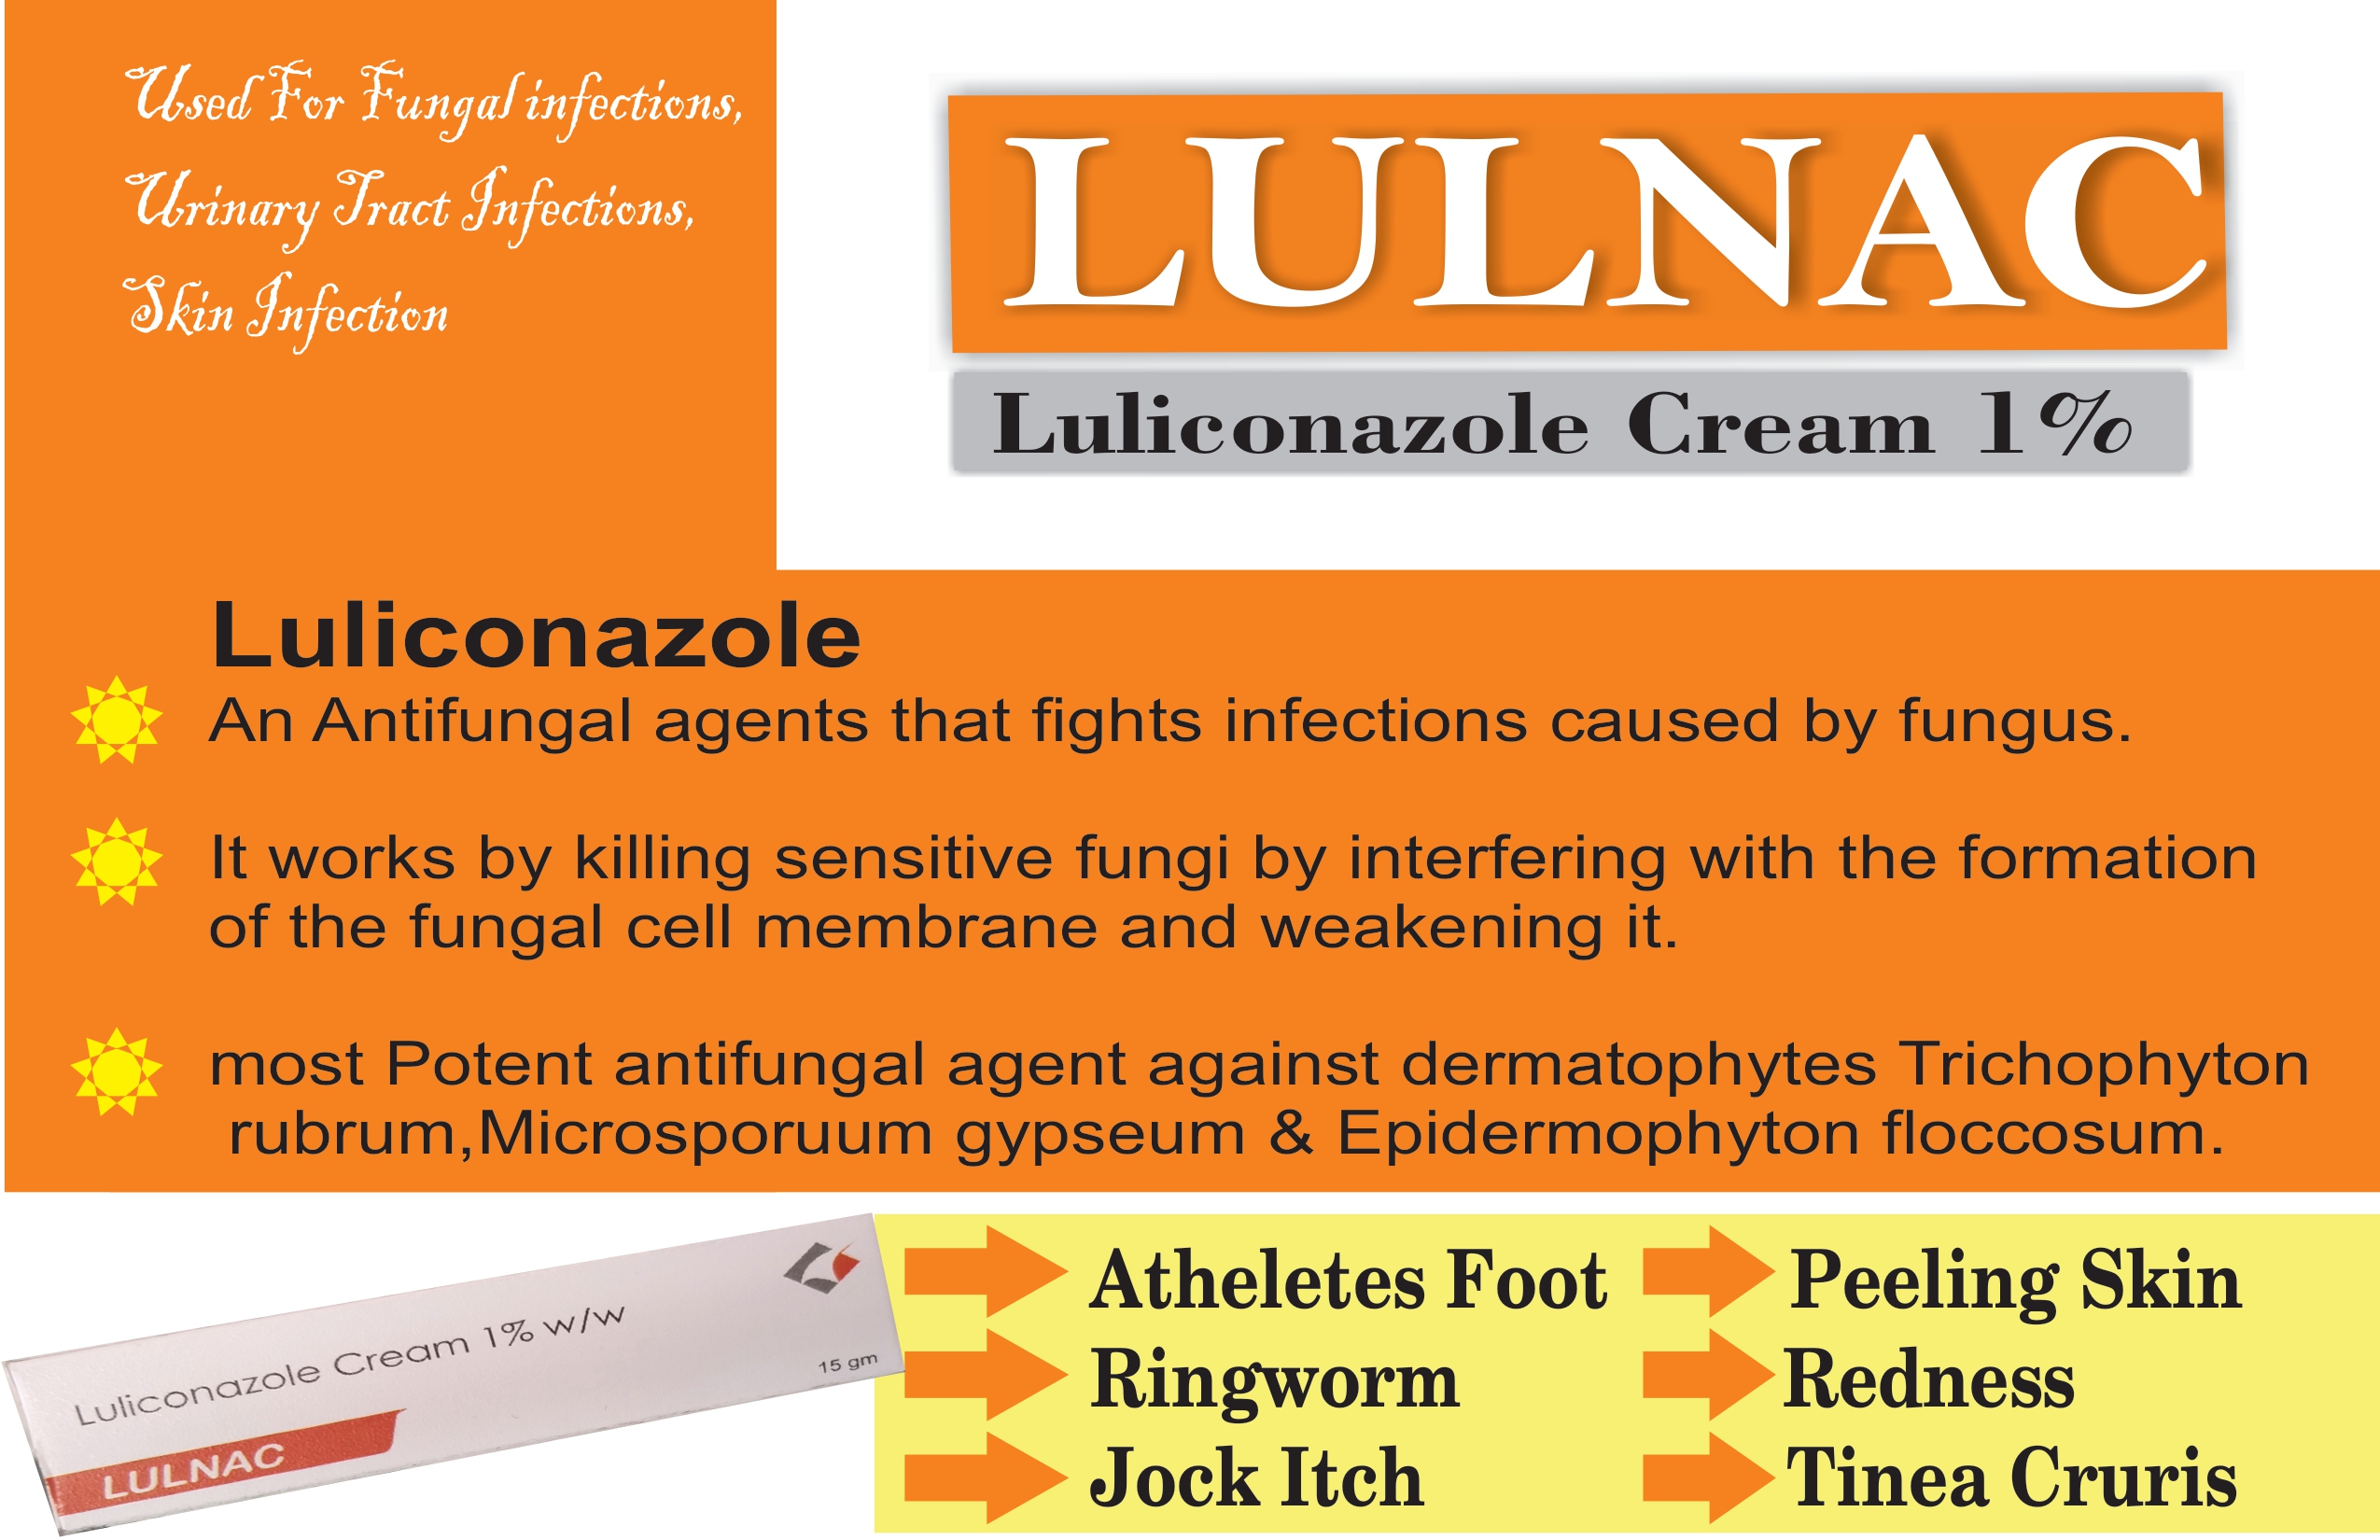 Used For Fungal infections,
Urinary Tract Infections,
Skin Infection
LULNAC
Luliconazole Cream 1%
Luliconazole
An Antifungal agents that fights infections caused by fungus.
It works by killing sensitive fungi by interfering with the formation
of the fungal cell membrane and weakening it.
most Potent antifungal agent against dermatophytes Trichophyton
rubrum,Microsporuum gypseum & Epidermophyton floccosum.
Luliconazole Cream 1% w/w
15 gm
LULNAC
Atheletes Foot
Ringworm
Jock Itch
Peeling Skin
Redness
Tinea Cruris